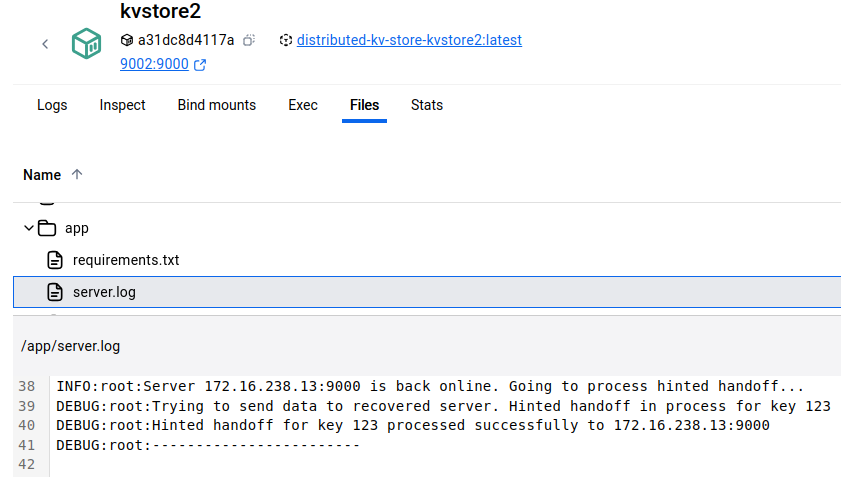 kvstore2
a31dc8d4117a distributed-kv-store-kvstore2:latest
9002:9000
Logs Inspect Bind mounts Exec Files Stats
Name
app
requirements.txt
server.log
/app/server.log
38 INFO:root:Server 172.16.238.13:9000 is back online. Going to process hinted handoff...
39 DEBUG:root:Trying to send data to recovered server. Hinted handoff in process for key 123
40 DEBUG:root:Hinted handoff for key 123 processed successfully to 172.16.238.13:9000
41 DEBUG:root:------------------------
42